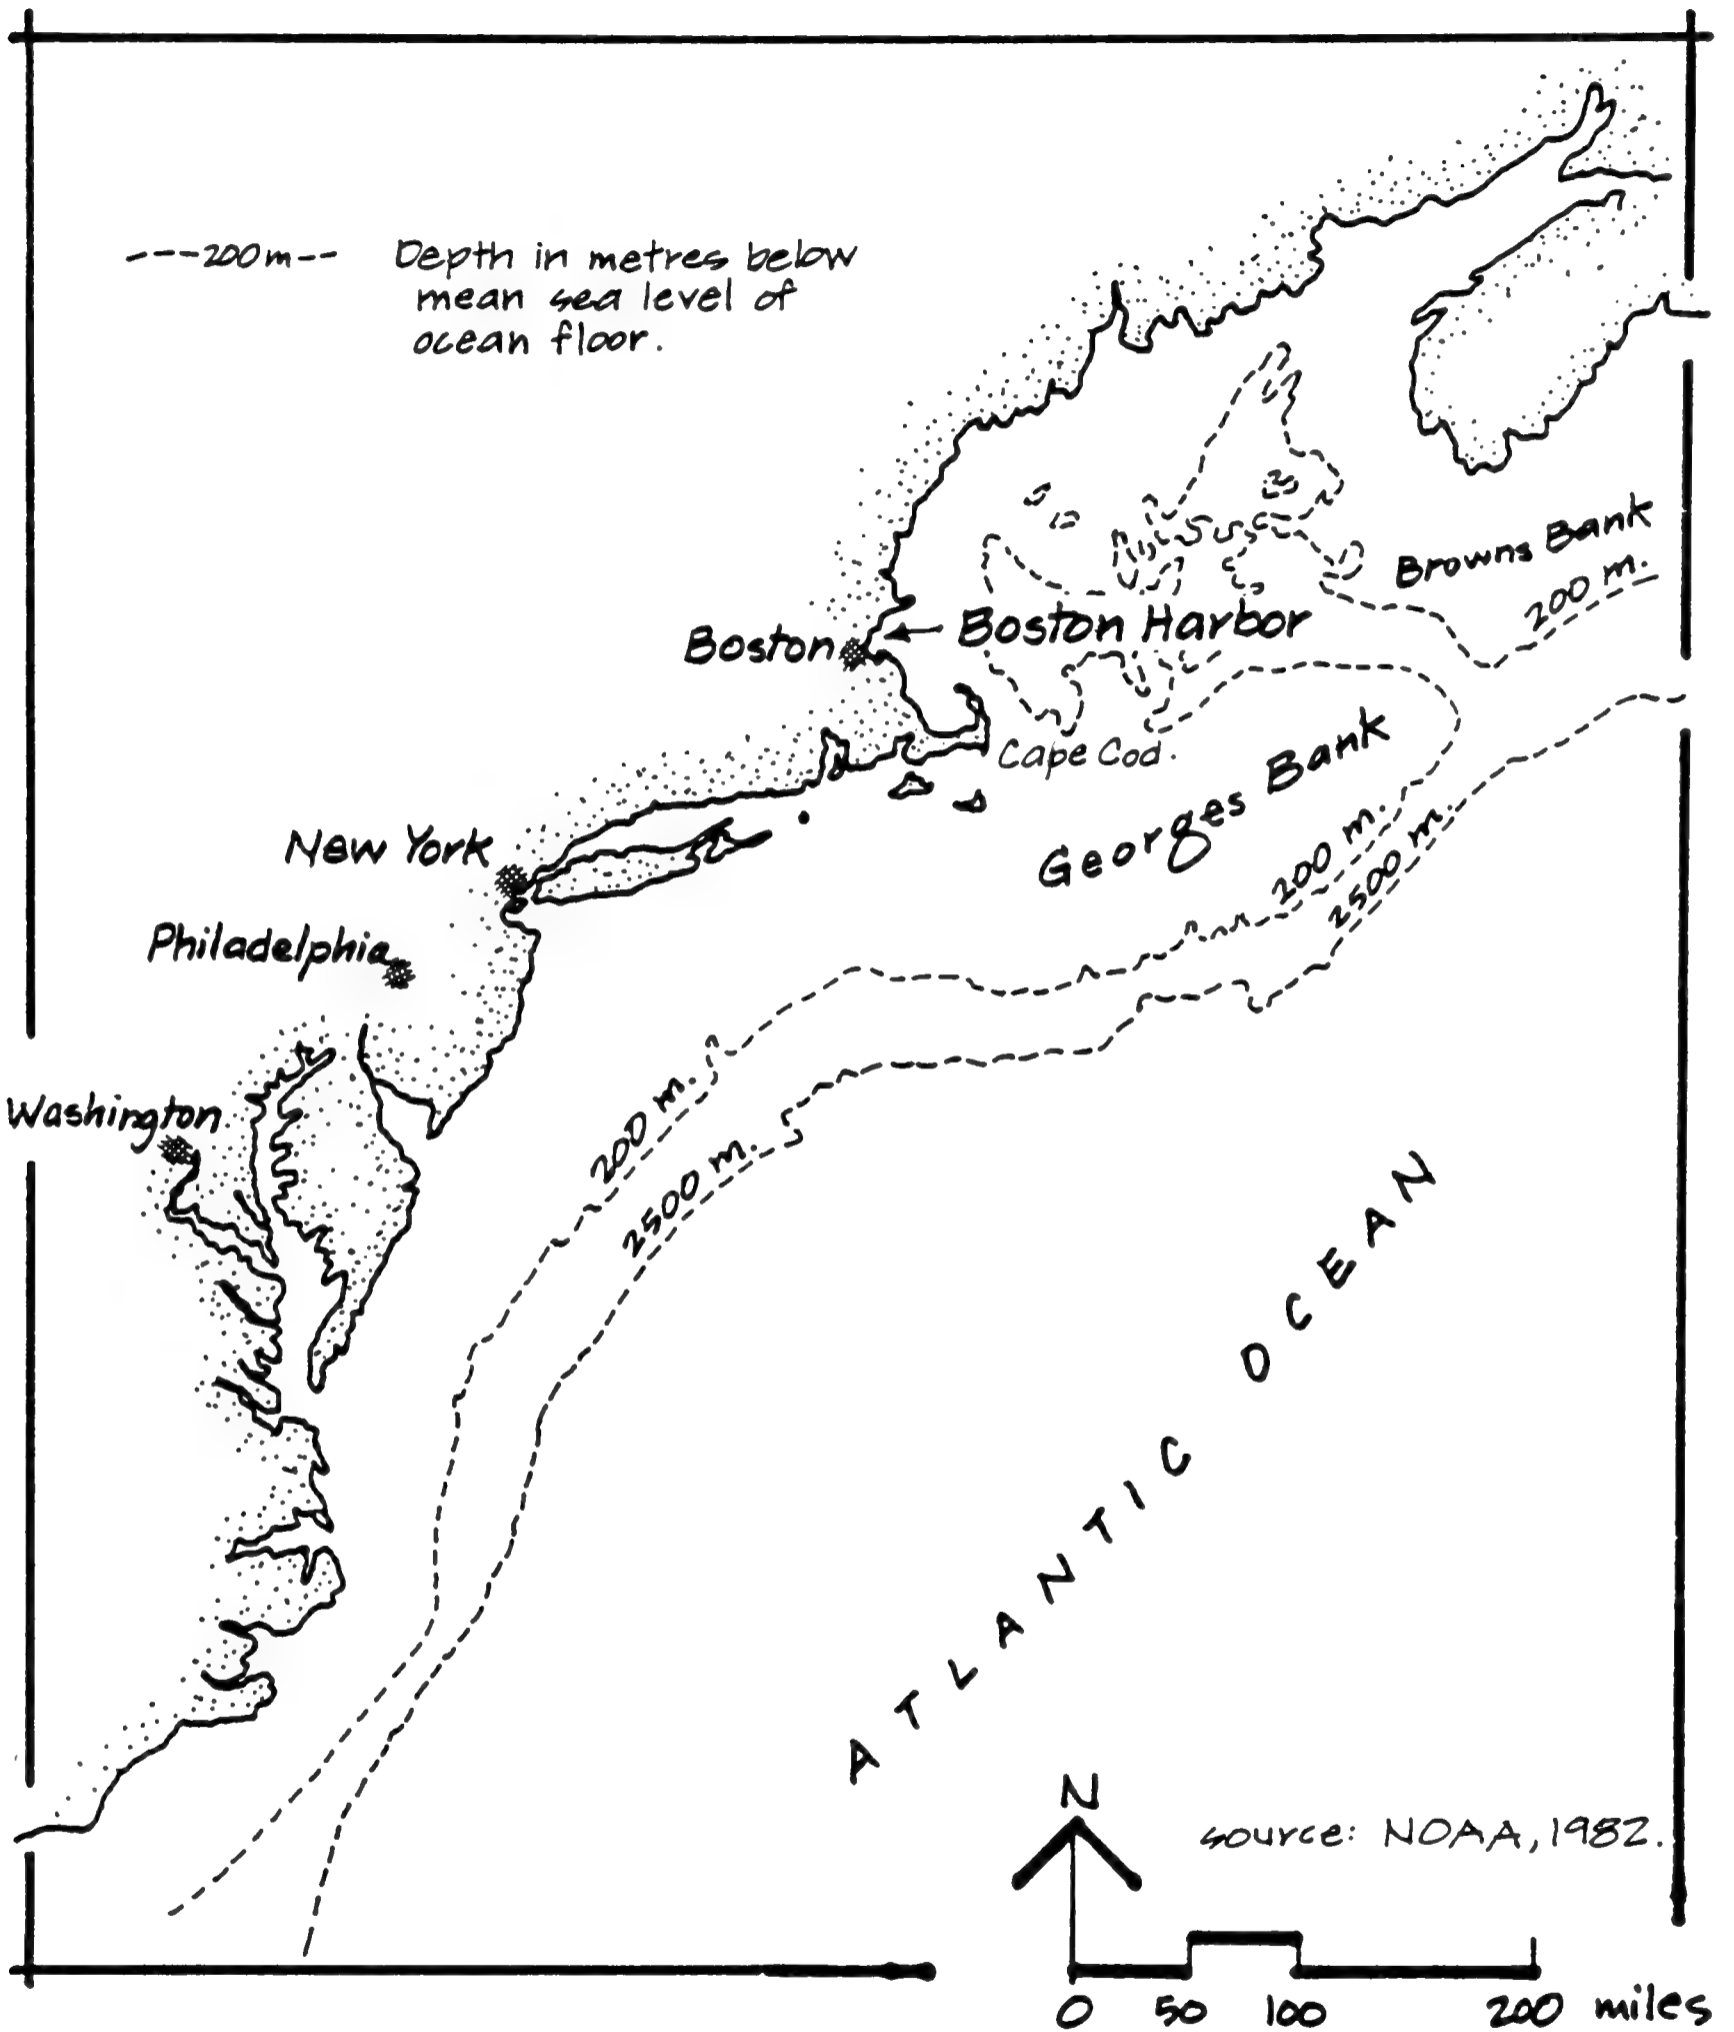 ---200m-- Depth in metres below
mean sea level of
ocean floor.
Browns Bank
200 m.
Boston
Boston Harbor
Cape Cod.
Georges Bank
New York
200 m.
2500 m.
Philadelphia
Washington
200 m.
2500 m.
ATLANTIC OCEAN
N
source: NOAA, 1982.
0 50 100 200 miles